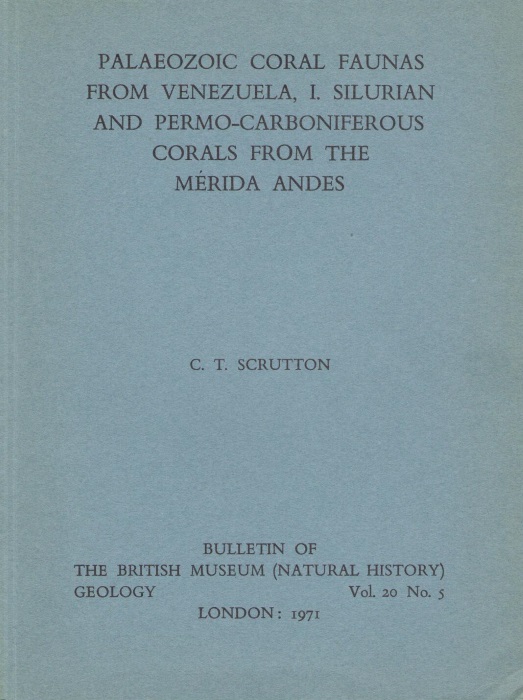 PALAEOZOIC CORAL FAUNAS
FROM VENEZUELA, I. SILURIAN
AND PERMO-CARBONIFEROUS
CORALS FROM THE
MÉRIDA ANDES
C. T. SCRUTTON
BULLETIN OF
THE BRITISH MUSEUM (NATURAL HISTORY)
GEOLOGY Vol. 20 No. 5
LONDON: 1971